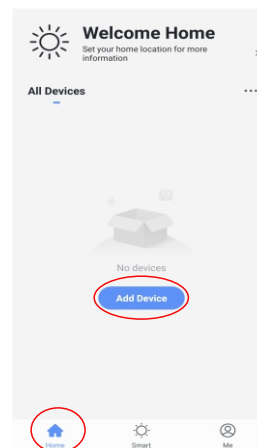 Welcome Home
Set your home location for more
information
All Devices
No devices
Add Device
Home
Smart
Me